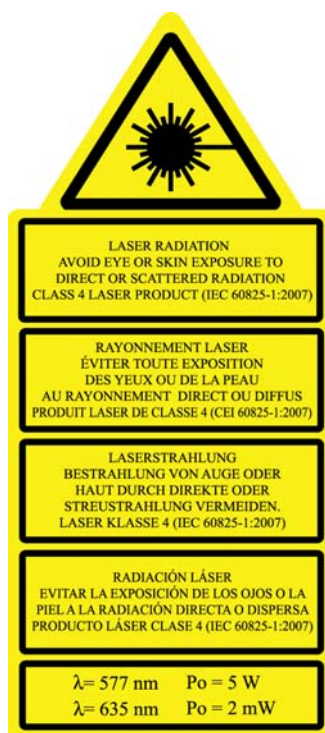 LASER RADIATION
AVOID EYE OR SKIN EXPOSURE TO
DIRECT OR SCATTERED RADIATION
CLASS 4 LASER PRODUCT (IEC 60825-1:2007)
RAYONNEMENT LASER
ÉVITER TOUTE EXPOSITION
DES YEUX OU DE LA PEAU
AU RAYONNEMENT DIRECT OU DIFFUS
PRODUIT LASER DE CLASSE 4 (CEI 60825-1:2007)
LASERSTRAHLUNG
BESTRAHLUNG VON AUGE ODER
HAUT DURCH DIREKTE ODER
STREUSTRAHLUNG VERMEIDEN.
LASER KLASSE 4 (IEC 60825-1:2007)
RADIACIÓN LÁSER
EVITAR LA EXPOSICIÓN DE LOS OJOS O LA
PIEL A LA RADIACIÓN DIRECTA O DISPERSA
PRODUCTO LÁSER CLASE 4 (IEC 60825-1:2007)
λ= 577 nm Po = 5 W
λ= 635 nm Po = 2 mW